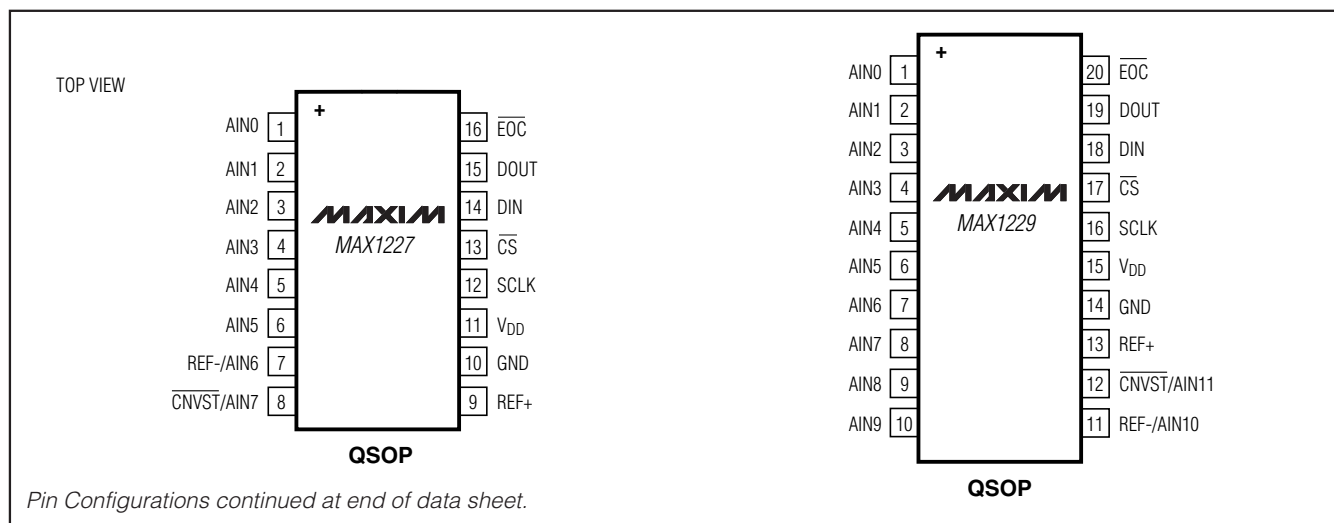 TOP VIEW
+
MAXIM
MAX1227
AIN0 1
AIN1 2
AIN2 3
AIN3 4
AIN4 5
AIN5 6
REF-/AIN6 7
CNVST/AIN7 8
16 EOC
15 DOUT
14 DIN
13 CS
12 SCLK
11 VDD
10 GND
9 REF+
QSOP
+
MAXIM
MAX1229
AIN0 1
AIN1 2
AIN2 3
AIN3 4
AIN4 5
AIN5 6
AIN6 7
AIN7 8
AIN8 9
AIN9 10
20 EOC
19 DOUT
18 DIN
17 CS
16 SCLK
15 VDD
14 GND
13 REF+
12 CNVST/AIN11
11 REF-/AIN10
QSOP
Pin Configurations continued at end of data sheet.